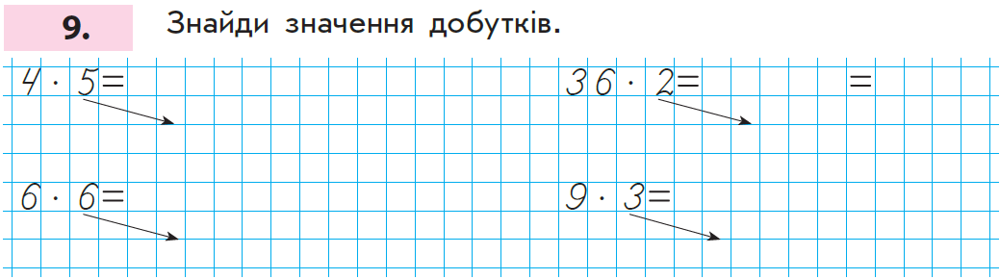 9. Знайди значення добутків.
4 · 5= 36 · 2= =
6 · 6= 9 · 3=